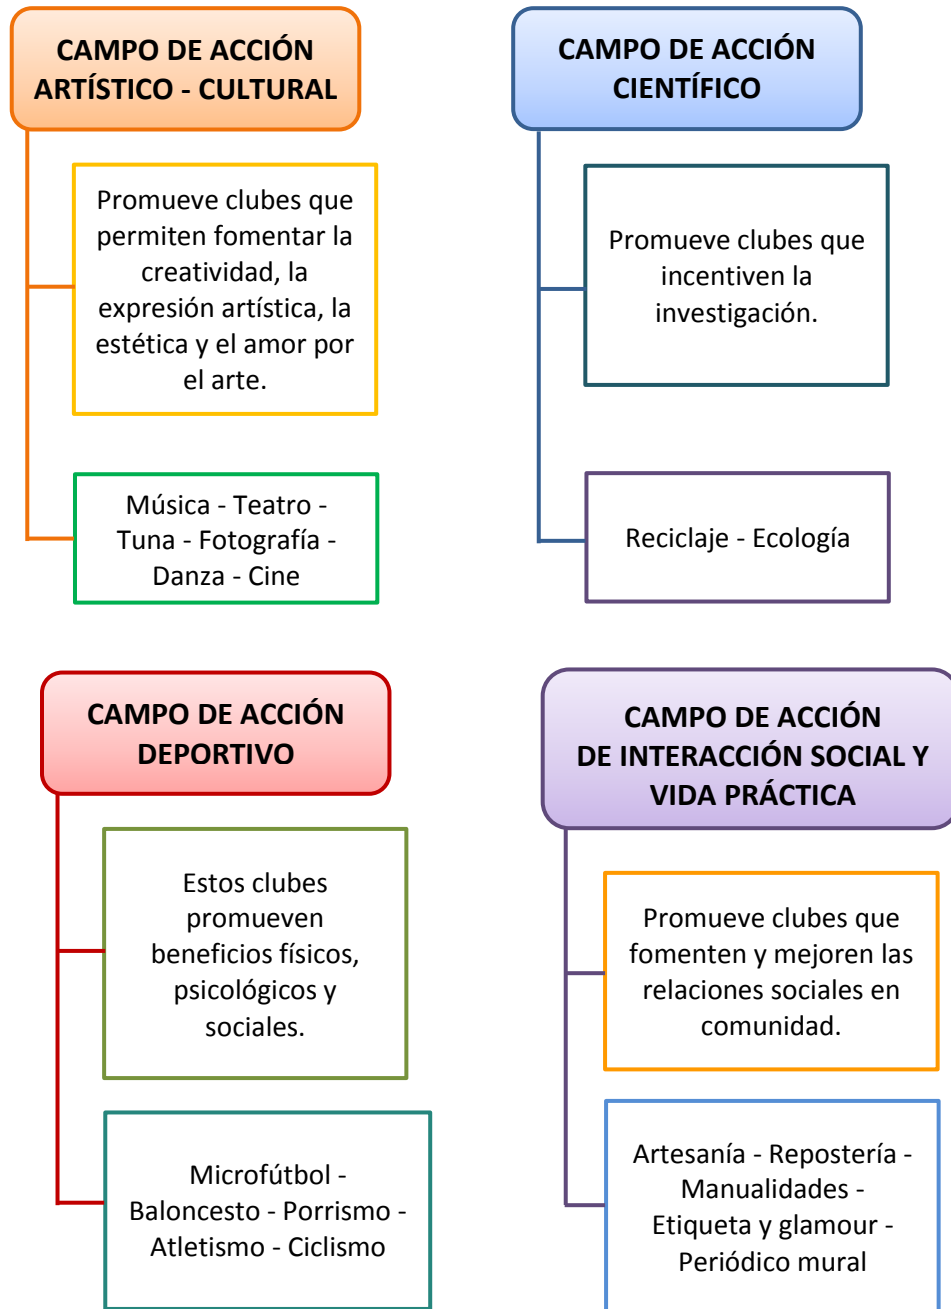 CAMPO DE ACCIÓN
ARTÍSTICO - CULTURAL
Promueve clubes que
permiten fomentar la
creatividad, la
expresión artística, la
estética y el amor por
el arte.
Música - Teatro -
Tuna - Fotografía -
Danza - Cine
CAMPO DE ACCIÓN
CIENTÍFICO
Promueve clubes que
incentiven la
investigación.
Reciclaje - Ecología
CAMPO DE ACCIÓN
DEPORTIVO
Estos clubes
promueven
beneficios físicos,
psicológicos y
sociales.
Microfútbol -
Baloncesto - Porrismo -
Atletismo - Ciclismo
CAMPO DE ACCIÓN
DE INTERACCIÓN SOCIAL Y
VIDA PRÁCTICA
Promueve clubes que
fomenten y mejoren las
relaciones sociales en
comunidad.
Artesanía - Repostería -
Manualidades -
Etiqueta y glamour -
Periódico mural